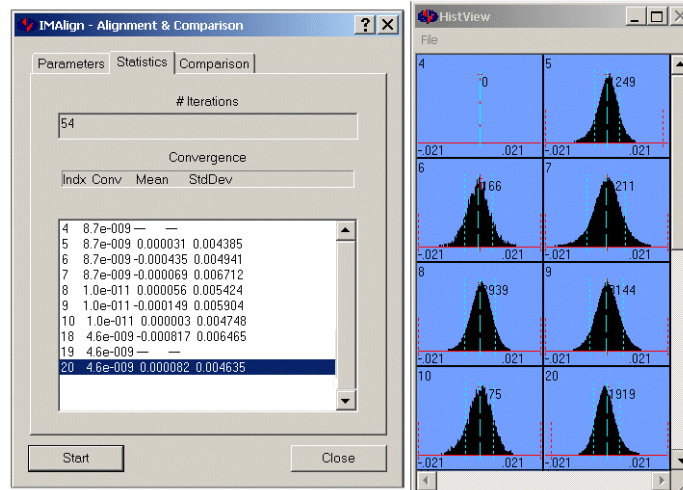 IMAlign - Alignment & Comparison
Parameters Statistics Comparison
# Iterations
54
Convergence
Indx Conv Mean StdDev
4 8.7e-009 — —
5 8.7e-009 0.000031 0.004385
6 8.7e-009 -0.000435 0.004941
7 8.7e-009 -0.000069 0.006712
8 1.0e-011 0.000056 0.005424
9 1.0e-011 -0.000149 0.005904
10 1.0e-011 0.000003 0.004748
18 4.6e-009 -0.000817 0.006465
19 4.6e-009 — —
20 4.6e-009 0.000082 0.004635
Start Close
HistView
File
4 0 5 249
-.021 .021 -.021 .021
6 166 7 211
-.021 .021 -.021 .021
8 939 9 144
-.021 .021 -.021 .021
10 75 20 1919
-.021 .021 -.021 .021